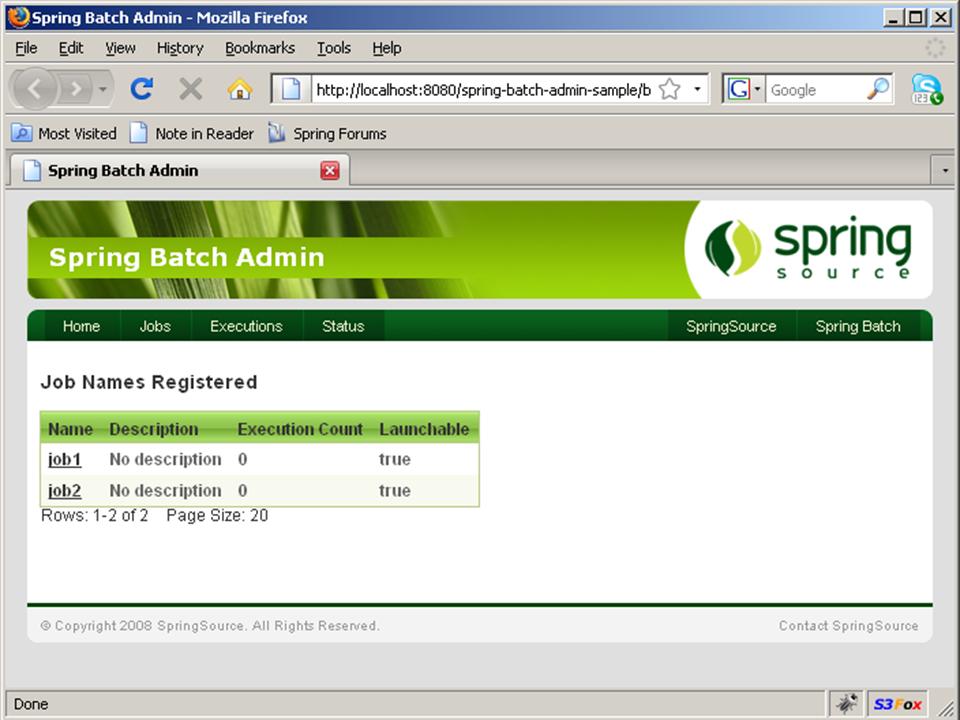 Spring Batch Admin - Mozilla Firefox
File Edit View History Bookmarks Tools Help
http://localhost:8080/spring-batch-admin-sample/b G Google 123
Most Visited Note in Reader Spring Forums
Spring Batch Admin
Spring Batch Admin
spring
source
Home Jobs Executions Status SpringSource Spring Batch
Job Names Registered
Name Description Execution Count Launchable
job1 No description 0 true
job2 No description 0 true
Rows: 1-2 of 2 Page Size: 20
© Copyright 2008 SpringSource. All Rights Reserved. Contact SpringSource
Done S3Fox